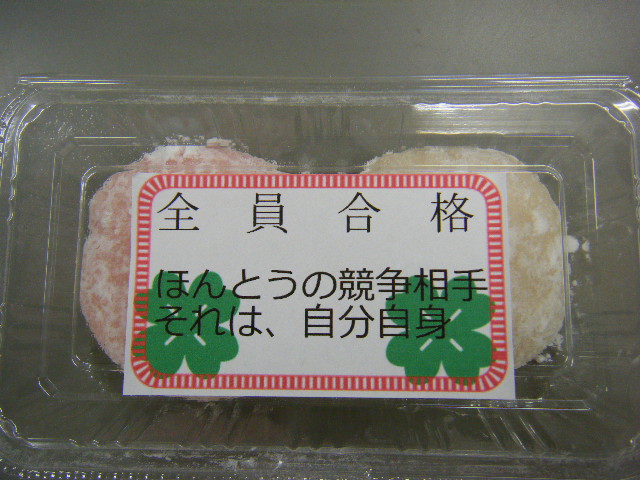 全員合格
ほんとうの競争相手
それは、自分自身